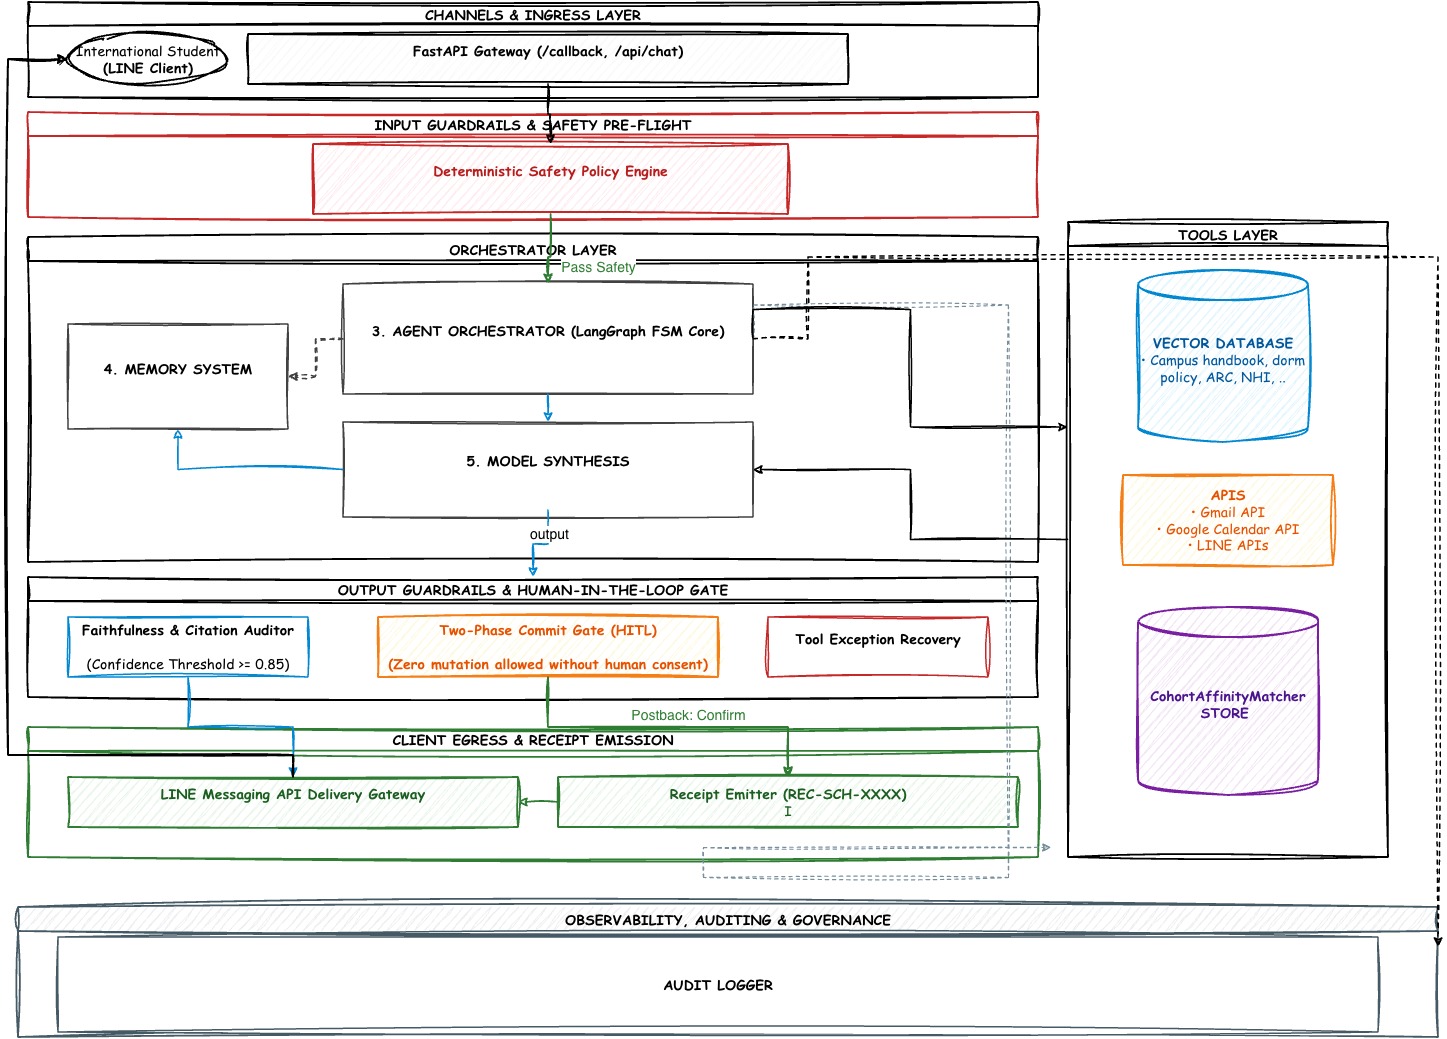 CHANNELS & INGRESS LAYER
International Student
(LINE Client)
FastAPI Gateway (/callback, /api/chat)
INPUT GUARDRAILS & SAFETY PRE-FLIGHT
Deterministic Safety Policy Engine
ORCHESTRATOR LAYER
Pass Safety
3. AGENT ORCHESTRATOR (LangGraph FSM Core)
4. MEMORY SYSTEM
5. MODEL SYNTHESIS
output
TOOLS LAYER
VECTOR DATABASE
• Campus handbook, dorm
policy, ARC, NHI, ..
APIS
• Gmail API
• Google Calendar API
• LINE APIs
CohortAffinityMatcher
STORE
OUTPUT GUARDRAILS & HUMAN-IN-THE-LOOP GATE
Faithfulness & Citation Auditor
(Confidence Threshold >= 0.85)
Two-Phase Commit Gate (HITL)
(Zero mutation allowed without human consent)
Tool Exception Recovery
Postback: Confirm
CLIENT EGRESS & RECEIPT EMISSION
LINE Messaging API Delivery Gateway
Receipt Emitter (REC-SCH-XXXX)
I
OBSERVABILITY, AUDITING & GOVERNANCE
AUDIT LOGGER